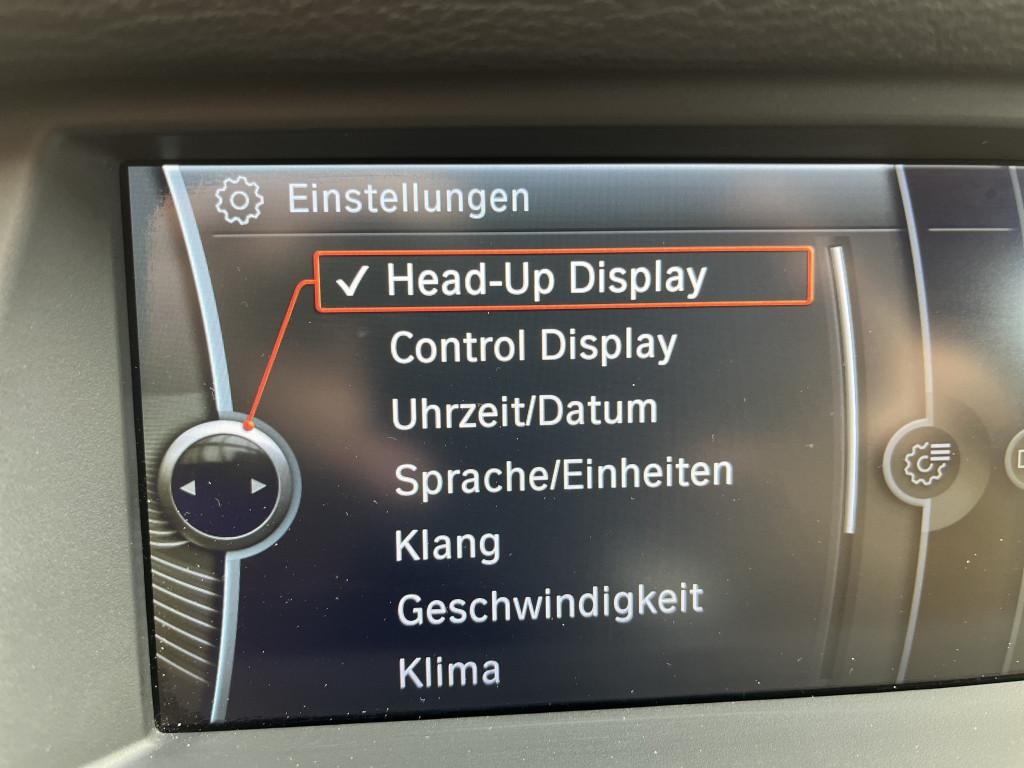 Einstellungen
Head-Up Display
Control Display
Uhrzeit/Datum
Sprache/Einheiten
Klang
Geschwindigkeit
Klima